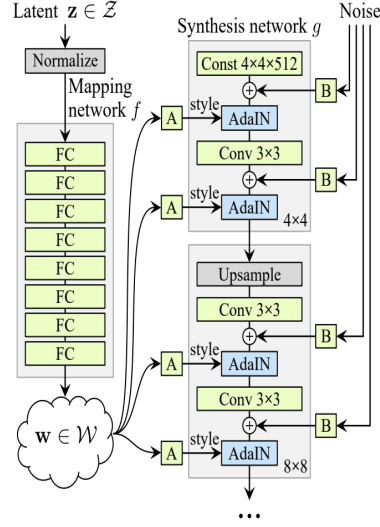 Latent z ∈ Z
Normalize
Mapping
network f
FC
FC
FC
FC
FC
FC
FC
FC
w ∈ W
Synthesis network g
Noise
Const 4×4×512
+
B
A
style
AdaIN
Conv 3×3
+
B
A
style
AdaIN
4×4
Upsample
Conv 3×3
+
B
A
style
AdaIN
Conv 3×3
+
B
A
style
AdaIN
8×8
...